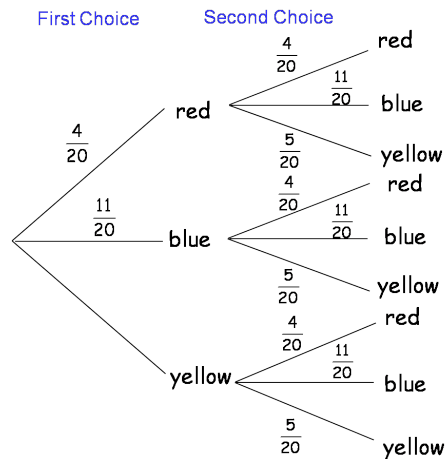 First Choice
Second Choice
4/20
red
4/20
red
11/20
blue
5/20
yellow
11/20
blue
4/20
red
11/20
blue
5/20
yellow
yellow
4/20
red
11/20
blue
5/20
yellow